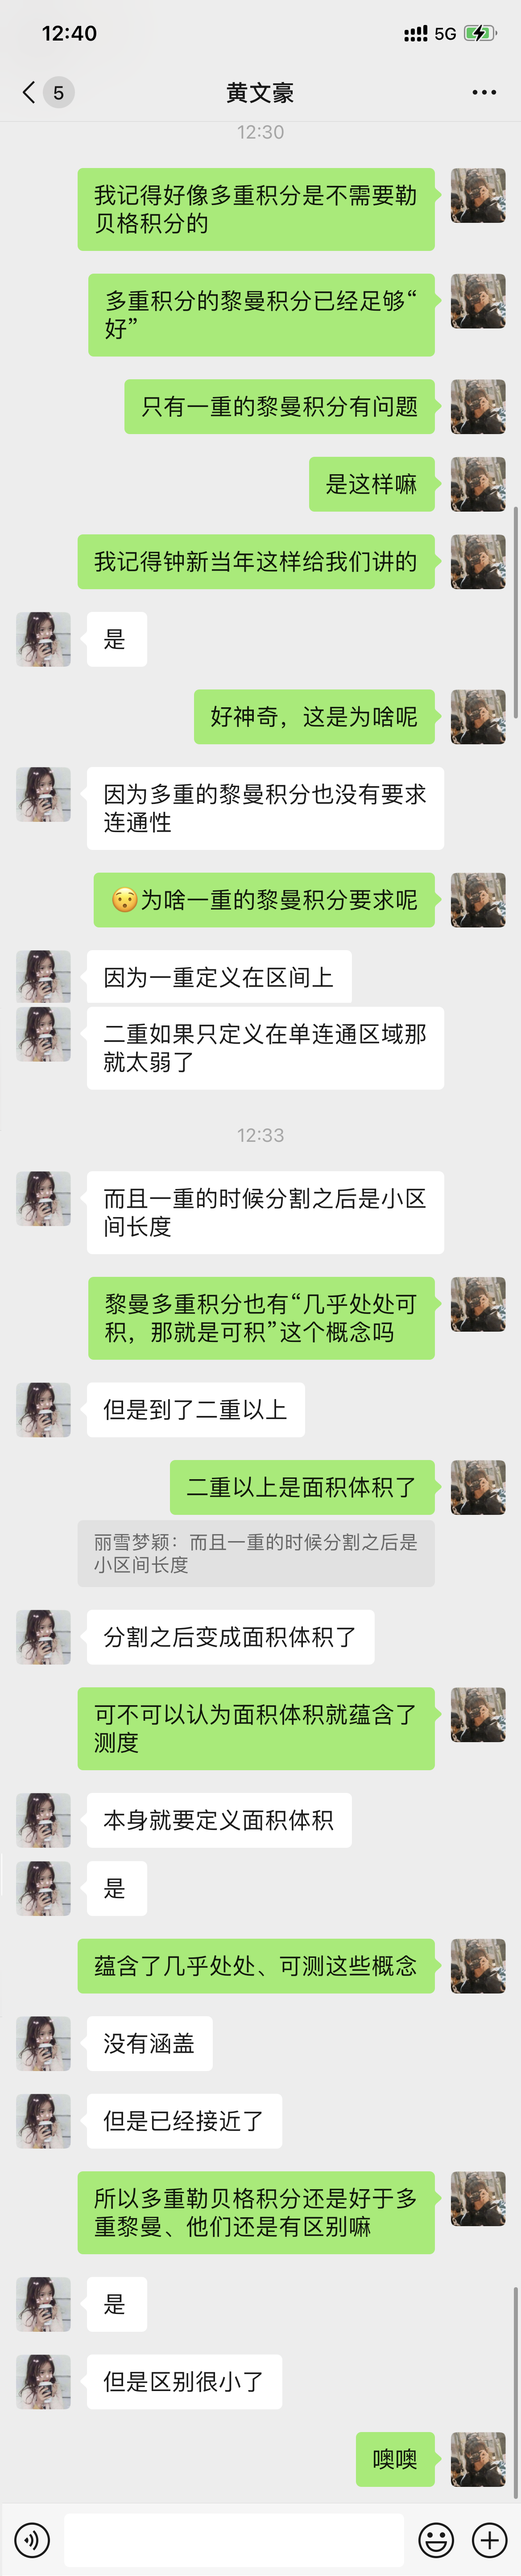 12:40
5G
5
黄文豪
12:30
我记得好像多重积分是不需要勒
贝格积分的
多重积分的黎曼积分已经足够“
好”
只有一重的黎曼积分有问题
是这样嘛
我记得钟新当年这样给我们讲的
是
好神奇，这是为啥呢
因为多重的黎曼积分也没有要求
连通性
😯为啥一重的黎曼积分要求呢
因为一重定义在区间上
二重如果只定义在单连通区域那
就太弱了
12:33
而且一重的时候分割之后是小区
间长度
黎曼多重积分也有“几乎处处可
积，那就是可积”这个概念吗
但是到了二重以上
二重以上是面积体积了
丽雪梦颖：而且一重的时候分割之后是
小区间长度
分割之后变成面积体积了
可不可以认为面积体积就蕴含了
测度
本身就要定义面积体积
是
蕴含了几乎处处、可测这些概念
没有涵盖
但是已经接近了
所以多重勒贝格积分还是好于多
重黎曼、他们还是有区别嘛
是
但是区别很小了
噢噢